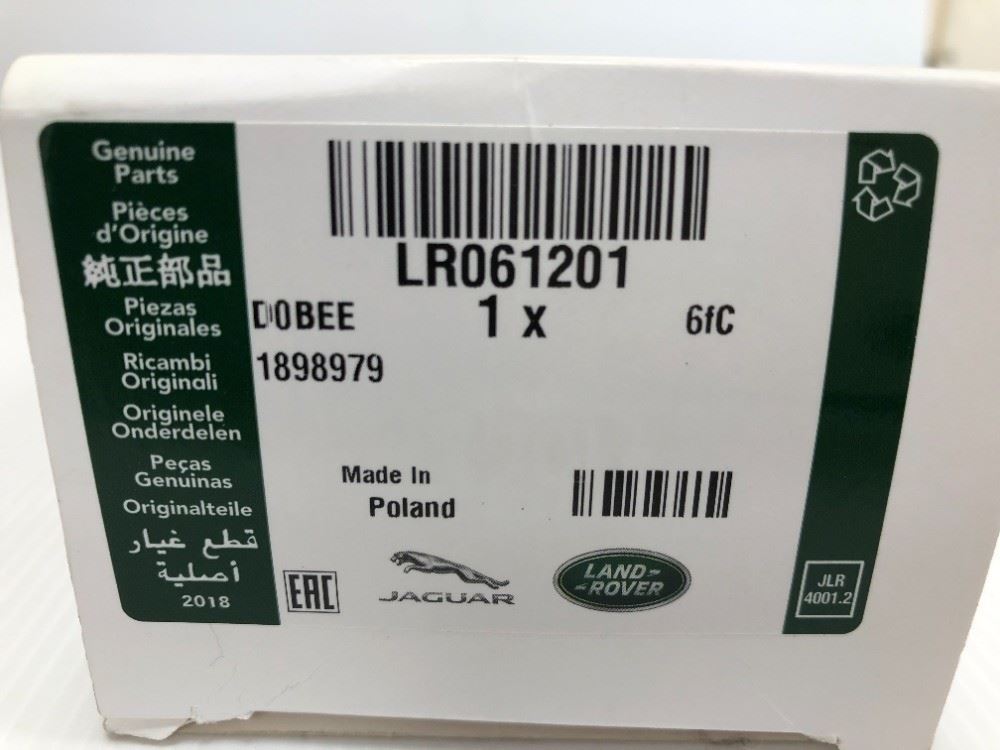 Genuine
Parts
Pièces
d'Origine
純正部品
Piezas
Originales
Ricambi
Originali
Originele
Onderdelen
Peças
Genuinas
Originalteile
قطع غيار
أصلية
2018
LR061201
D0BEE 1 x 6fC
1898979
Made In
Poland
EAC
JAGUAR
LAND-
-ROVER
JLR
4001.2